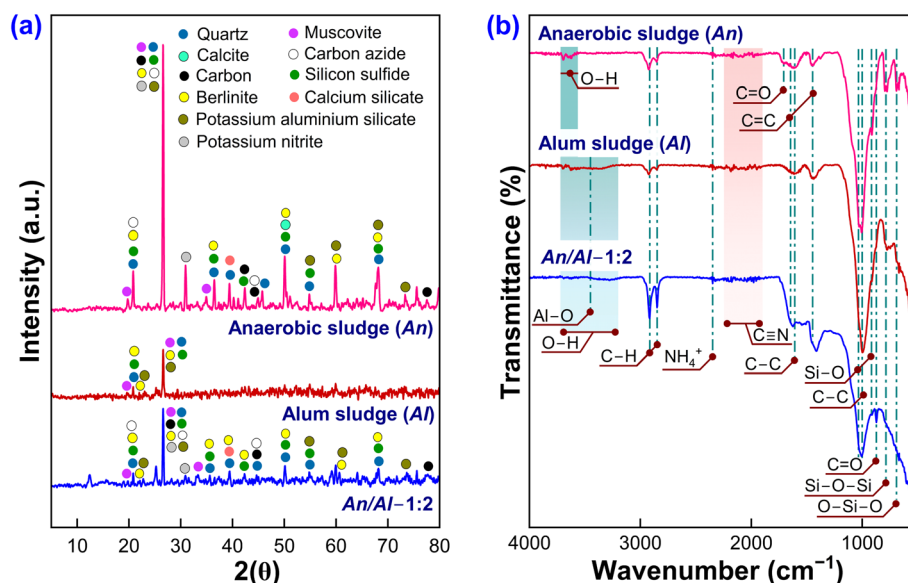 (a)
Quartz
Calcite
Carbon
Berlinite
Potassium aluminium silicate
Potassium nitrite
Muscovite
Carbon azide
Silicon sulfide
Calcium silicate
Anaerobic sludge (An)
Alum sludge (Al)
An/Al−1:2
Intensity (a.u.)
5 10 20 30 40 50 60 70 80
2(θ)
(b)
Anaerobic sludge (An)
O−H
C=O
C=C
Alum sludge (Al)
An/Al−1:2
Al−O
O−H
C≡N
C−H
NH₄⁺
C−C
Si−O
C−C
C=O
Si−O−Si
O−Si−O
Transmittance (%)
4000 3000 2000 1000
Wavenumber (cm⁻¹)